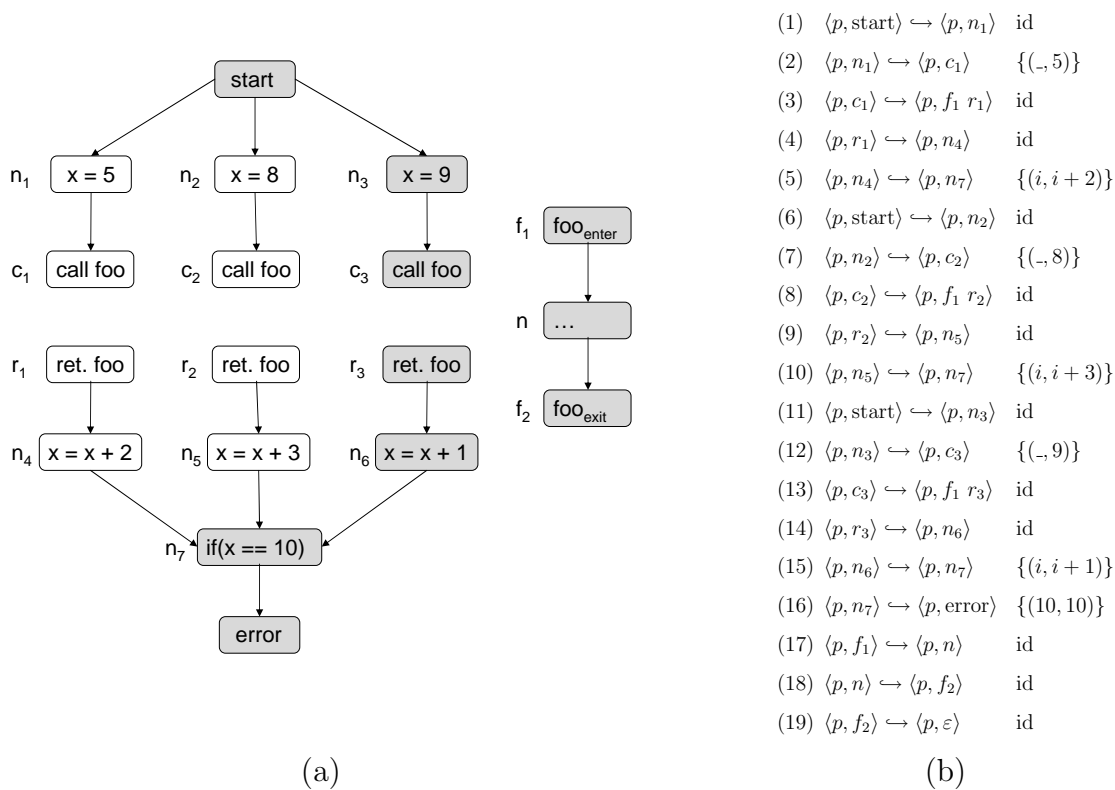 start
n₁ x = 5 n₂ x = 8 n₃ x = 9
c₁ call foo c₂ call foo c₃ call foo
r₁ ret. foo r₂ ret. foo r₃ ret. foo
n₄ x = x + 2 n₅ x = x + 3 n₆ x = x + 1
n₇ if(x == 10)
error
f₁ foo_enter
n …
f₂ foo_exit
(a)
(1) ⟨p, start⟩ ↪ ⟨p, n₁⟩ id
(2) ⟨p, n₁⟩ ↪ ⟨p, c₁⟩ {(_, 5)}
(3) ⟨p, c₁⟩ ↪ ⟨p, f₁ r₁⟩ id
(4) ⟨p, r₁⟩ ↪ ⟨p, n₄⟩ id
(5) ⟨p, n₄⟩ ↪ ⟨p, n₇⟩ {(i, i + 2)}
(6) ⟨p, start⟩ ↪ ⟨p, n₂⟩ id
(7) ⟨p, n₂⟩ ↪ ⟨p, c₂⟩ {(_, 8)}
(8) ⟨p, c₂⟩ ↪ ⟨p, f₁ r₂⟩ id
(9) ⟨p, r₂⟩ ↪ ⟨p, n₅⟩ id
(10) ⟨p, n₅⟩ ↪ ⟨p, n₇⟩ {(i, i + 3)}
(11) ⟨p, start⟩ ↪ ⟨p, n₃⟩ id
(12) ⟨p, n₃⟩ ↪ ⟨p, c₃⟩ {(_, 9)}
(13) ⟨p, c₃⟩ ↪ ⟨p, f₁ r₃⟩ id
(14) ⟨p, r₃⟩ ↪ ⟨p, n₆⟩ id
(15) ⟨p, n₆⟩ ↪ ⟨p, n₇⟩ {(i, i + 1)}
(16) ⟨p, n₇⟩ ↪ ⟨p, error⟩ {(10, 10)}
(17) ⟨p, f₁⟩ ↪ ⟨p, n⟩ id
(18) ⟨p, n⟩ ↪ ⟨p, f₂⟩ id
(19) ⟨p, f₂⟩ ↪ ⟨p, ε⟩ id
(b)